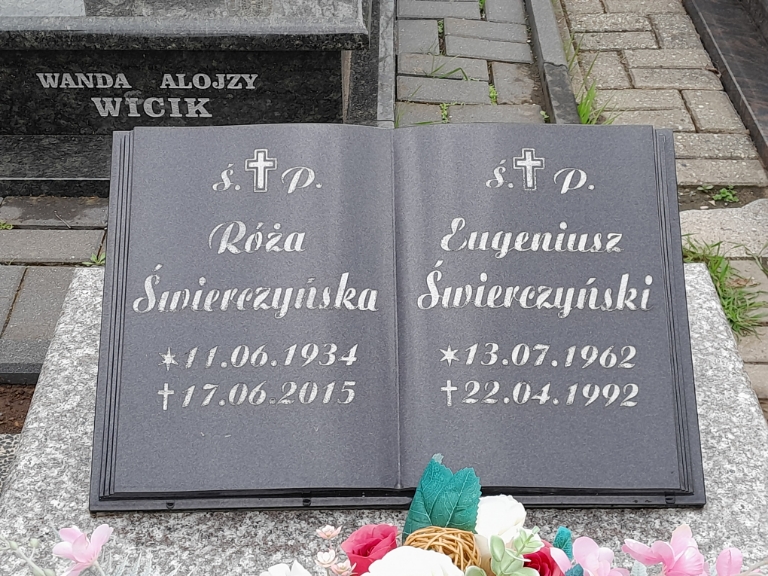 WANDA ALOJZY
WICIK
Ś. P.
Róża
Świerczyńska
11.06.1934
17.06.2015
Ś. P.
Eugeniusz
Świerczyński
13.07.1962
22.04.1992